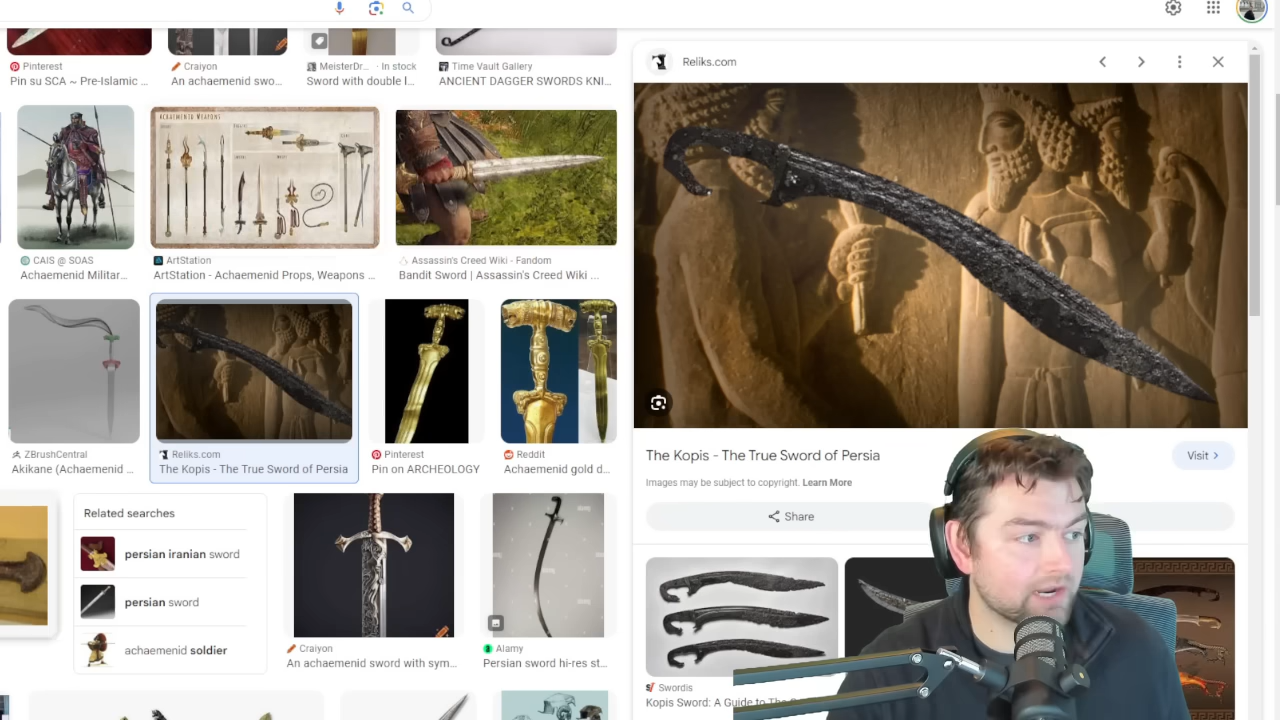 Pinterest
Pin su SCA ~ Pre-Islamic ...
Craiyon
An achaemenid swo...
MeisterDr... · In stock
Sword with double l...
Time Vault Gallery
ANCIENT DAGGER SWORDS KNI...
Reliks.com
CAIS @ SOAS
Achaemenid Militar...
ACHAEMENID WEAPONS
ArtStation
ArtStation - Achaemenid Props, Weapons ...
Assassin's Creed Wiki - Fandom
Bandit Sword | Assassin's Creed Wiki ...
ZBrushCentral
Akikane (Achaemenid ...
Reliks.com
The Kopis - The True Sword of Persia
Pinterest
Pin on ARCHEOLOGY
Reddit
Achaemenid gold d...
The Kopis - The True Sword of Persia
Visit
Images may be subject to copyright. Learn More
Share
Related searches
persian iranian sword
persian sword
achaemenid soldier
Craiyon
An achaemenid sword with sym...
Alamy
Persian sword hi-res st...
Swordis
Kopis Sword: A Guide to The